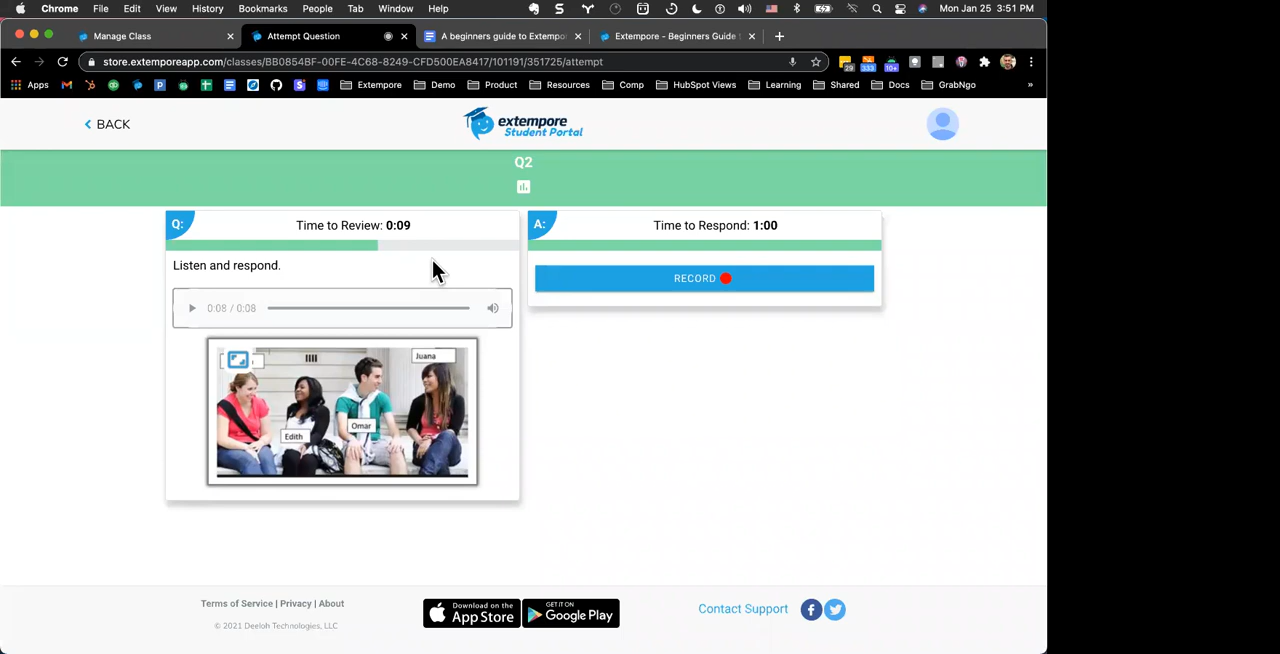 Chrome File Edit View History Bookmarks People Tab Window Help Mon Jan 25 3:51 PM
Manage Class Attempt Question A beginners guide to Extempo Extempore - Beginners Guide
store.extemporeapp.com/classes/BB0854BF-00FE-4C68-8249-CFD500EA8417/101191/351725/attempt
Apps Extempore Demo Product Resources Comp HubSpot Views Learning Shared Docs GrabNgo »
BACK
extempore
Student Portal
Q2
Q: Time to Review: 0:09
A: Time to Respond: 1:00
Listen and respond.
RECORD
0:08 / 0:08
Juana
Omar
Edith
Terms of Service | Privacy | About
© 2021 Deeloh Technologies, LLC
Download on the
App Store
GET IT ON
Google Play
Contact Support